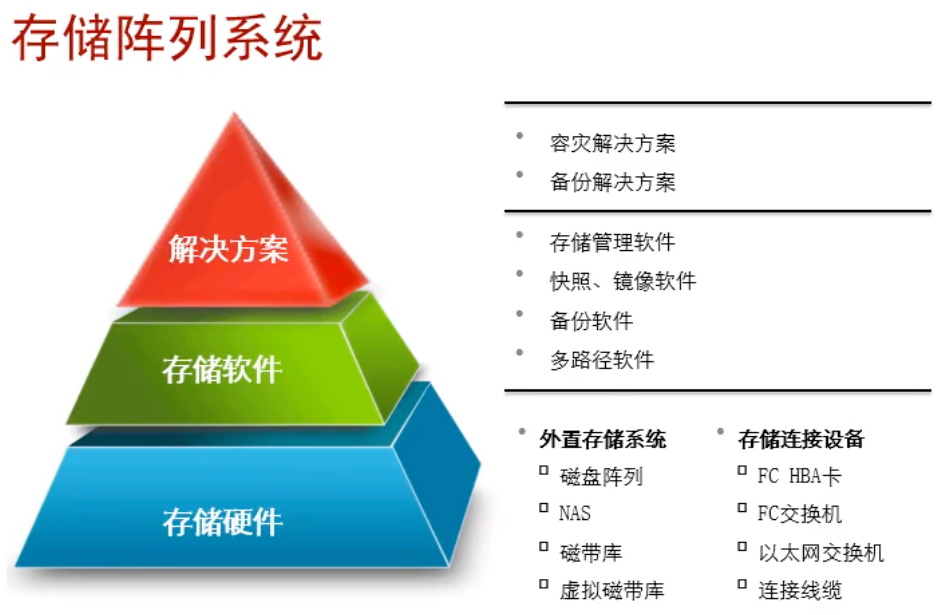 存储阵列系统
解决方案
容灾解决方案
备份解决方案
存储软件
存储管理软件
快照、镜像软件
备份软件
多路径软件
存储硬件
外置存储系统
磁盘阵列
NAS
磁带库
虚拟磁带库
存储连接设备
FC HBA卡
FC交换机
以太网交换机
连接线缆